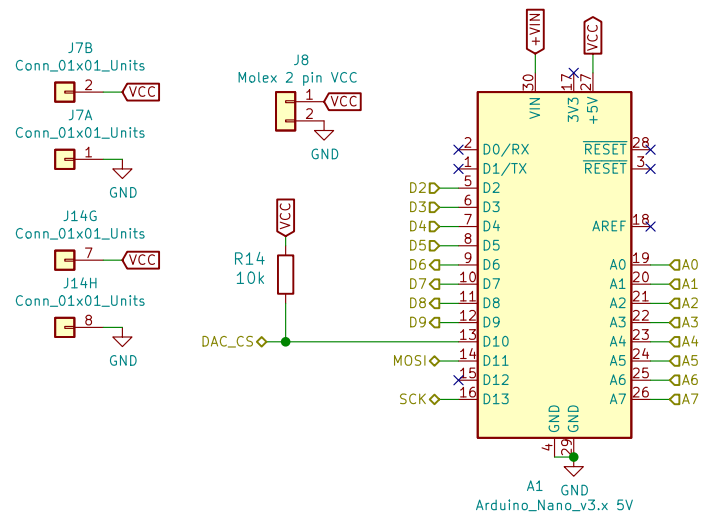 J7B
Conn_01x01_Units
2
VCC
J7A
Conn_01x01_Units
1
GND
J14G
Conn_01x01_Units
7
VCC
J14H
Conn_01x01_Units
8
GND
J8
Molex 2 pin VCC
1
VCC
2
GND
VCC
R14
10k
DAC_CS
+VIN
VCC
30
17
27
VIN
3V3
+5V
2 D0/RX
1 D1/TX
D2 5 D2
D3 6 D3
D4 7 D4
D5 8 D5
D6 9 D6
D7 10 D7
D8 11 D8
D9 12 D9
13 D10
MOSI 14 D11
15 D12
SCK 16 D13
RESET 28
RESET 3
AREF 18
A0 19 A0
A1 20 A1
A2 21 A2
A3 22 A3
A4 23 A4
A5 24 A5
A6 25 A6
A7 26 A7
GND
GND
4
29
GND
A1
Arduino_Nano_v3.x 5V